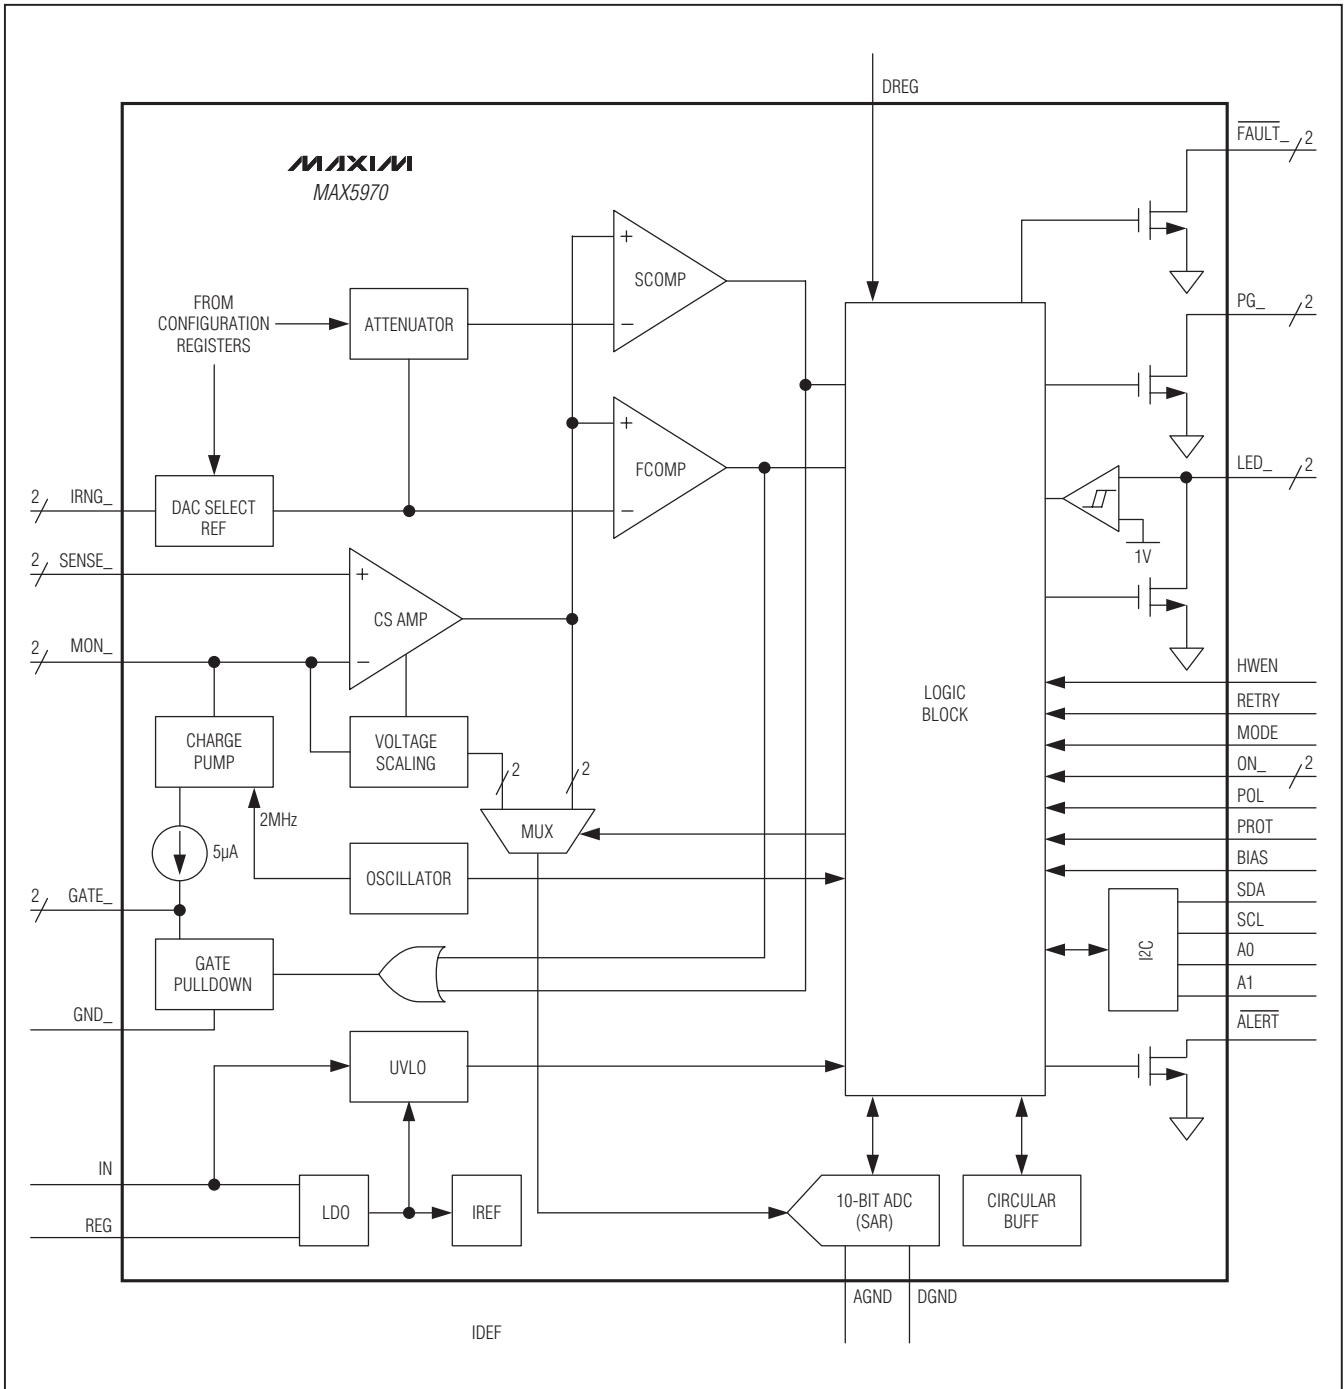 DREG
FAULT_
2
MAXIM
MAX5970
PG_
2
FROM
CONFIGURATION
REGISTERS
ATTENUATOR
+
SCOMP
−
+
FCOMP
−
LED_
2
1V
2
IRNG_
DAC SELECT
REF
2
SENSE_
+
CS AMP
−
2
MON_
CHARGE
PUMP
VOLTAGE
SCALING
2
2
MUX
2MHz
5µA
OSCILLATOR
LOGIC
BLOCK
HWEN
RETRY
MODE
ON_
2
POL
PROT
BIAS
SDA
SCL
A0
A1
I2C
ALERT
2
GATE_
GATE
PULLDOWN
GND_
UVLO
IN
REG
LDO
IREF
10-BIT ADC
(SAR)
CIRCULAR
BUFF
AGND
DGND
IDEF